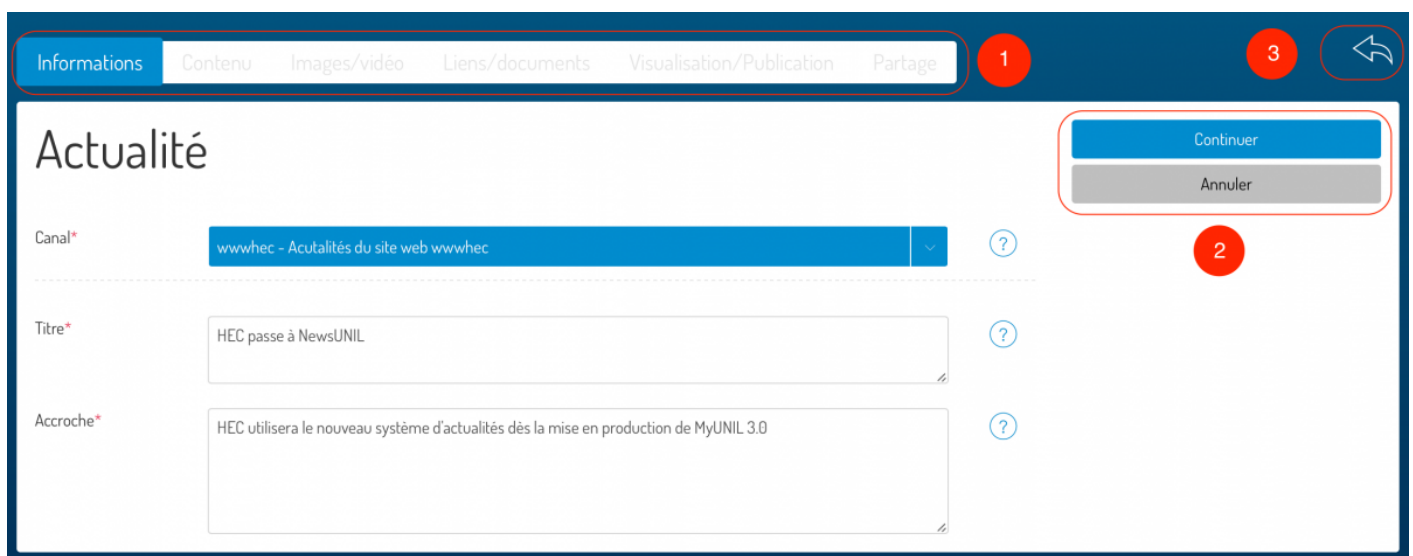 Informations Contenu Images/vidéo Liens/documents Visualisation/Publication Partage 1 3
Actualité
Continuer
Annuler
2
Canal* wwwhec - Acutalités du site web wwwhec ?
Titre* HEC passe à NewsUNIL ?
Accroche* HEC utilisera le nouveau système d'actualités dès la mise en production de MyUNIL 3.0 ?